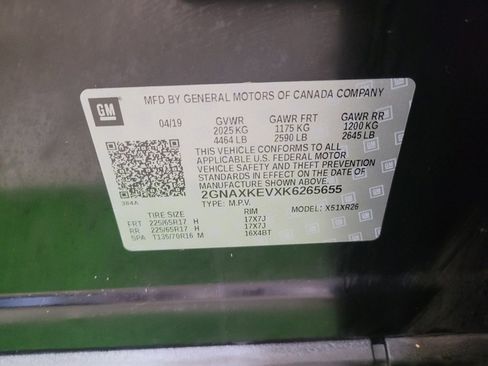 GM
MFD BY GENERAL MOTORS OF CANADA COMPANY
04/19 GVWR GAWR FRT GAWR RR
2025 KG 1175 KG 1200 KG
4464 LB 2590 LB 2645 LB
THIS VEHICLE CONFORMS TO ALL
APPLICABLE U.S. FEDERAL MOTOR
VEHICLE SAFETY AND THEFT PREVENTION
STANDARDS IN EFFECT ON THE DATE OF
MANUFACTURE SHOWN ABOVE.
384A
2GNAXKEVXK6265655
TYPE: M.P.V. MODEL: X51XR26
TIRE SIZE RIM
FRT 225/65R17 H 17X7J
RR 225/65R17 H 17X7J
SPA T135/70R16 M 16X4BT